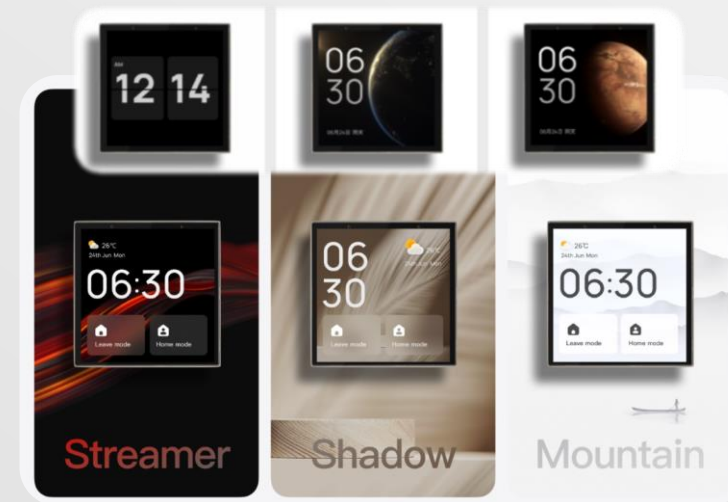 AM
12 14
06
30
06
30
26°C
24th Jun Mon
06:30
Leave mode
Home mode
Streamer
06
30
Leave mode
Home mode
Shadow
26°C
24th Jun Mon
06:30
Leave mode
Home mode
Mountain